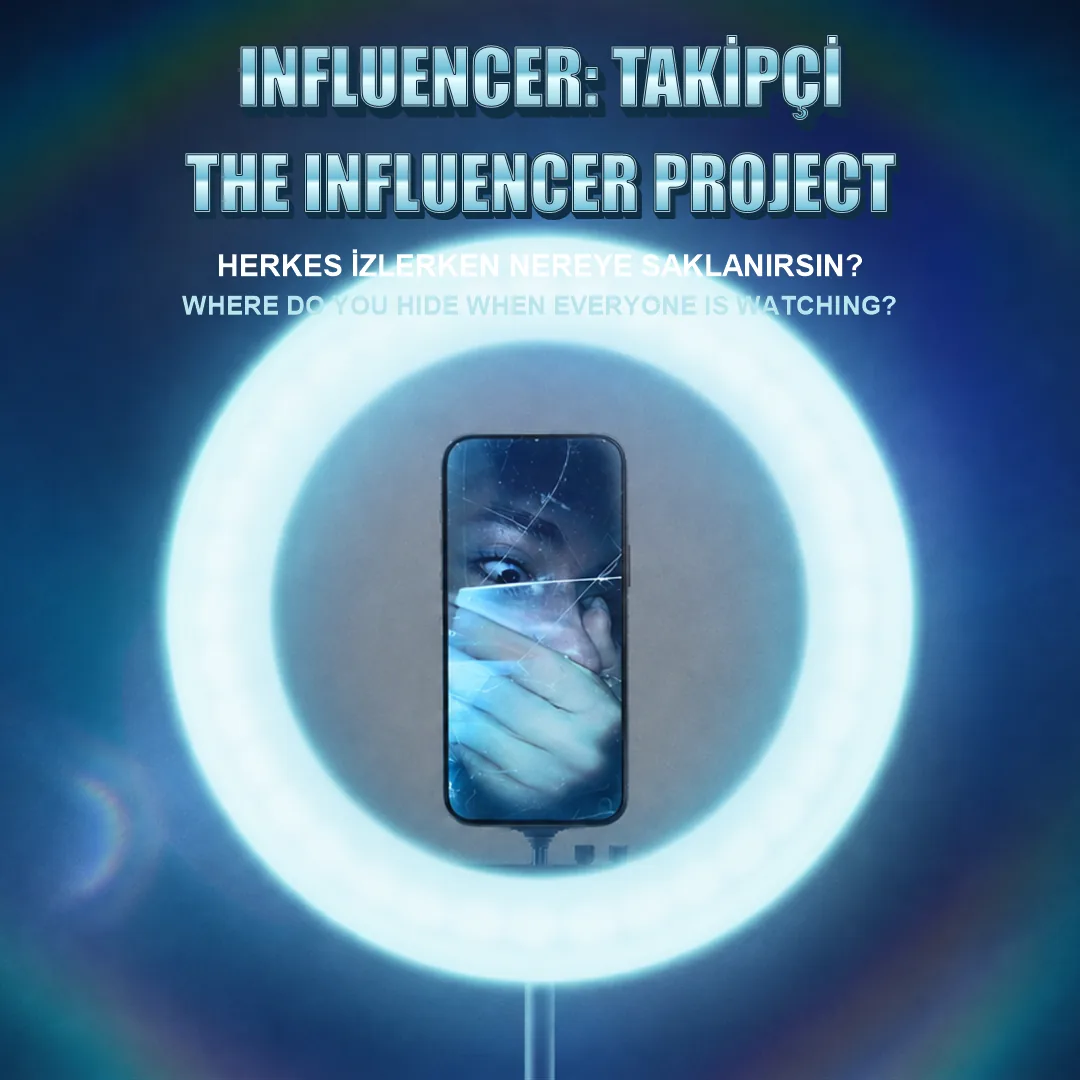 INFLUENCER: TAKİPÇİ
THE INFLUENCER PROJECT
HERKES İZLERKEN NEREYE SAKLANIRSIN?
WHERE DO YOU HIDE WHEN EVERYONE IS WATCHING?